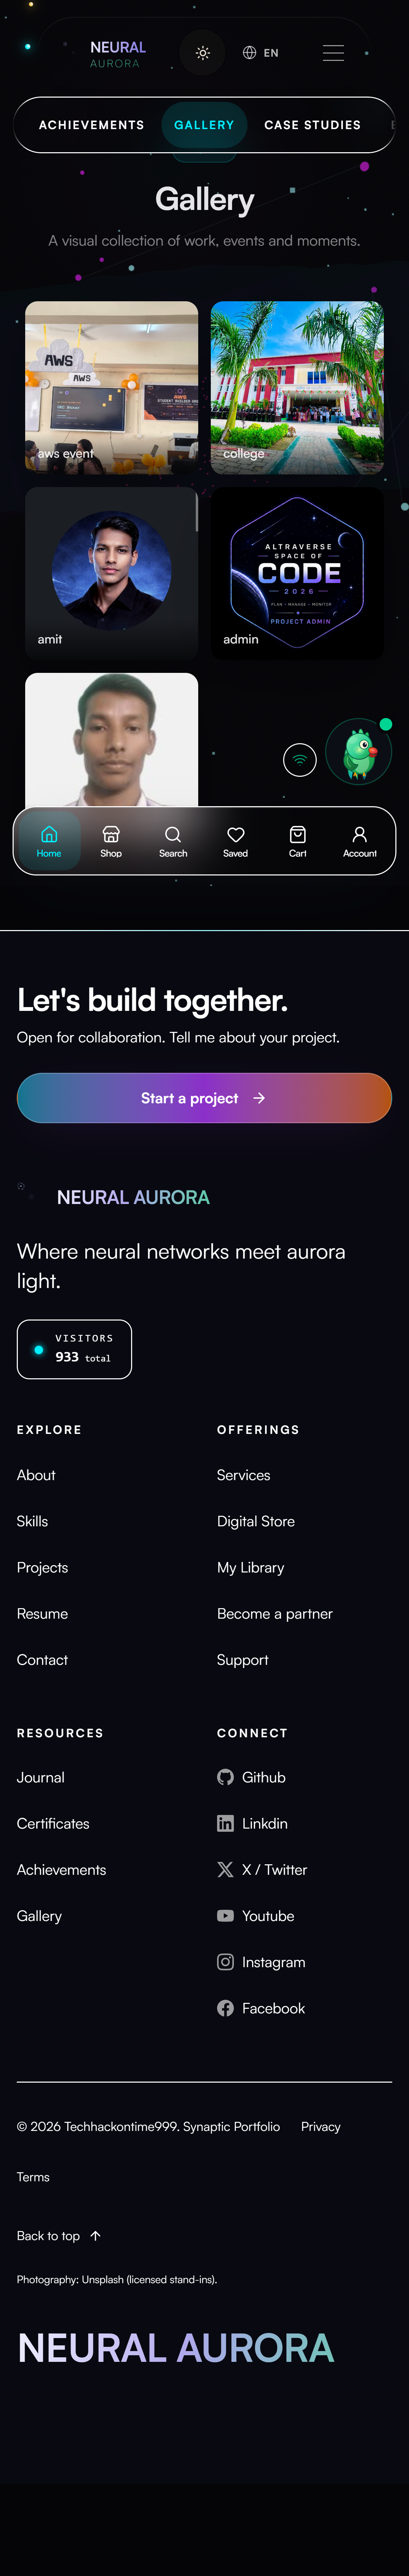 NEURAL
AURORA
EN
ACHIEVEMENTS
GALLERY
CASE STUDIES
Gallery
A visual collection of work, events and moments.
AWS
AWS
AWS
aws event
college
amit
ALTRAVERSE
SPACE OF
CODE
2026
PLAN • MANAGE • MONITOR
PROJECT ADMIN
admin
Home
Shop
Search
Saved
Cart
Account
Let's build together.
Open for collaboration. Tell me about your project.
Start a project
NEURAL AURORA
Where neural networks meet aurora
light.
VISITORS
933 total
EXPLORE
About
Skills
Projects
Resume
Contact
OFFERINGS
Services
Digital Store
My Library
Become a partner
Support
RESOURCES
Journal
Certificates
Achievements
Gallery
CONNECT
Github
Linkdin
X / Twitter
Youtube
Instagram
Facebook
© 2026 Techhackontime999. Synaptic Portfolio
Privacy
Terms
Back to top
Photography: Unsplash (licensed stand-ins).
NEURAL AURORA